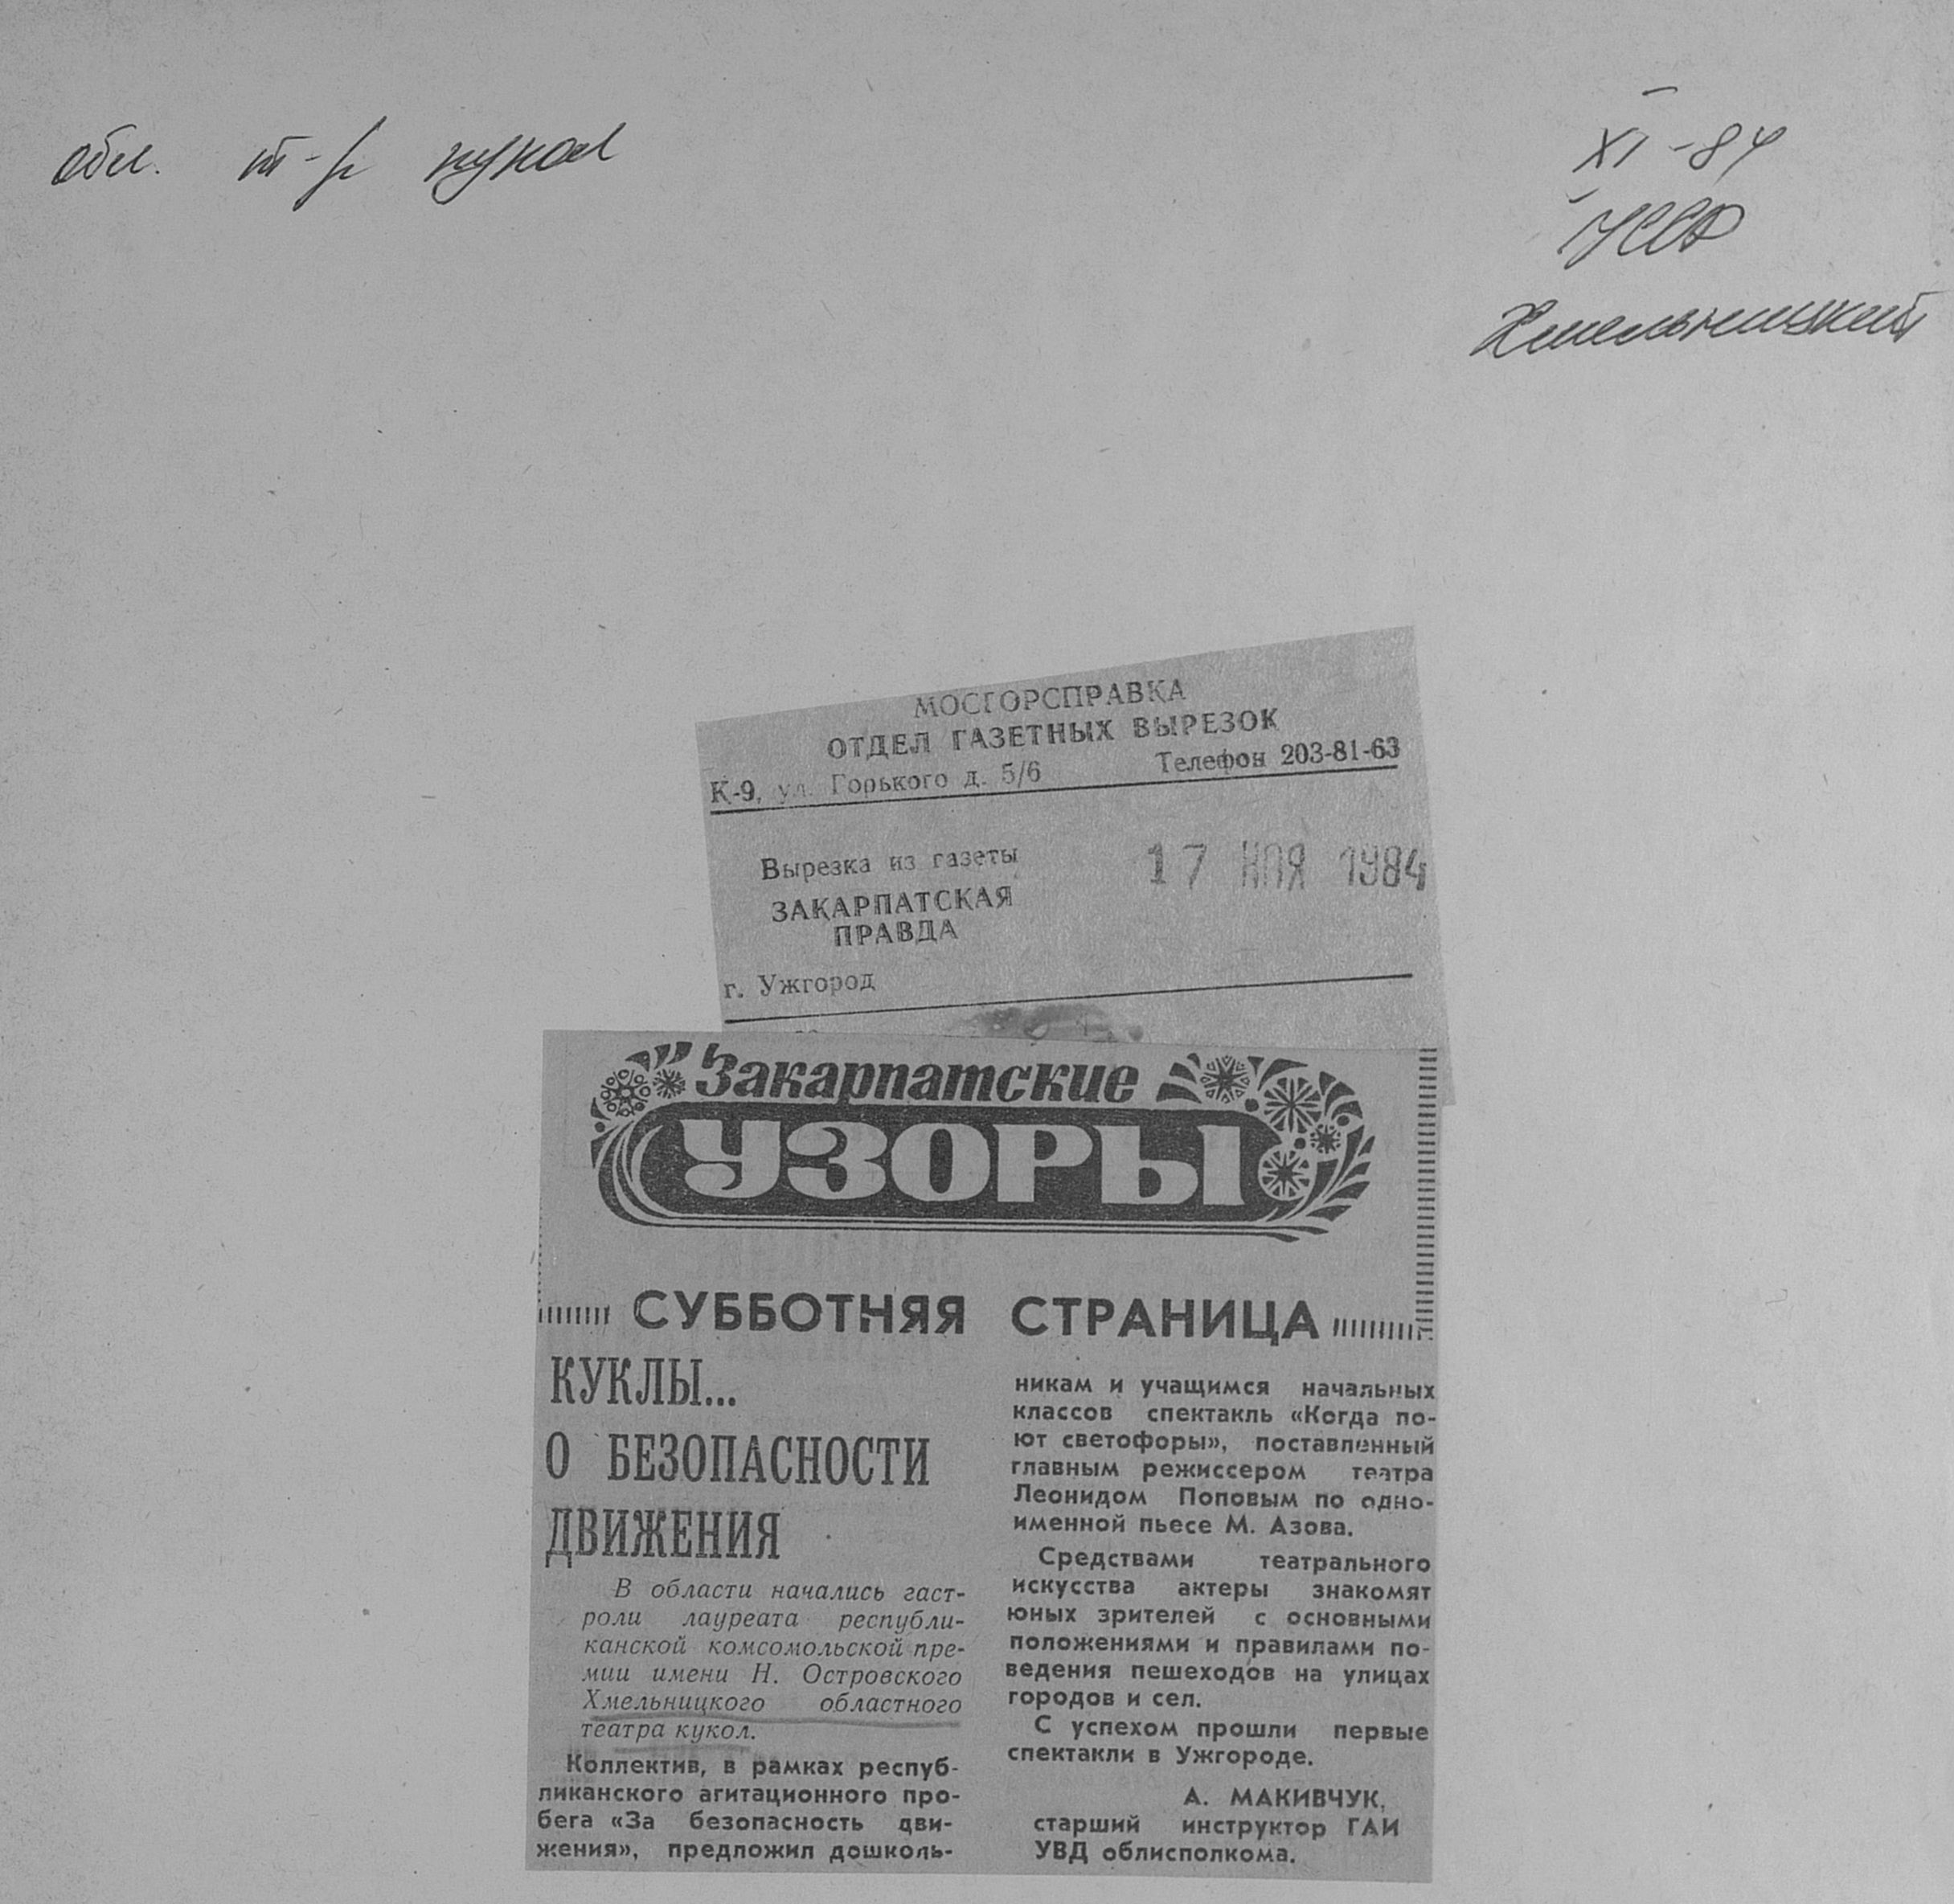 обл. т-р кукол
XI-84
УССР
Хмельницкий
МОСГОРСПРАВКА
ОТДЕЛ ГАЗЕТНЫХ ВЫРЕЗОК
К-9, ул. Горького д. 5/6 Телефон 203-81-63
Вырезка из газеты
ЗАКАРПАТСКАЯ
ПРАВДА
17 НОЯ 1984
г. Ужгород
Закарпатские
УЗОРЫ
СУББОТНЯЯ СТРАНИЦА
КУКЛЫ...
О БЕЗОПАСНОСТИ
ДВИЖЕНИЯ
В области начались гаст-
роли лауреата республи-
канской комсомольской пре-
мии имени Н. Островского
Хмельницкого областного
театра кукол.
Коллектив, в рамках респуб-
ликанского агитационного про-
бега «За безопасность дви-
жения», предложил дошколь-
никам и учащимся начальных
классов спектакль «Когда по-
ют светофоры», поставленный
главным режиссером театра
Леонидом Поповым по одно-
именной пьесе М. Азова.
Средствами театрального
искусства актеры знакомят
юных зрителей с основными
положениями и правилами по-
ведения пешеходов на улицах
городов и сел.
С успехом прошли первые
спектакли в Ужгороде.
А. МАКИВЧУК,
старший инструктор ГАИ
УВД облисполкома.